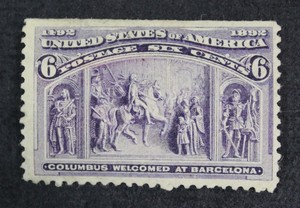 1492 1892
UNITED STATES OF AMERICA
6 POSTAGE SIX CENTS 6
COLUMBUS WELCOMED AT BARCELONA